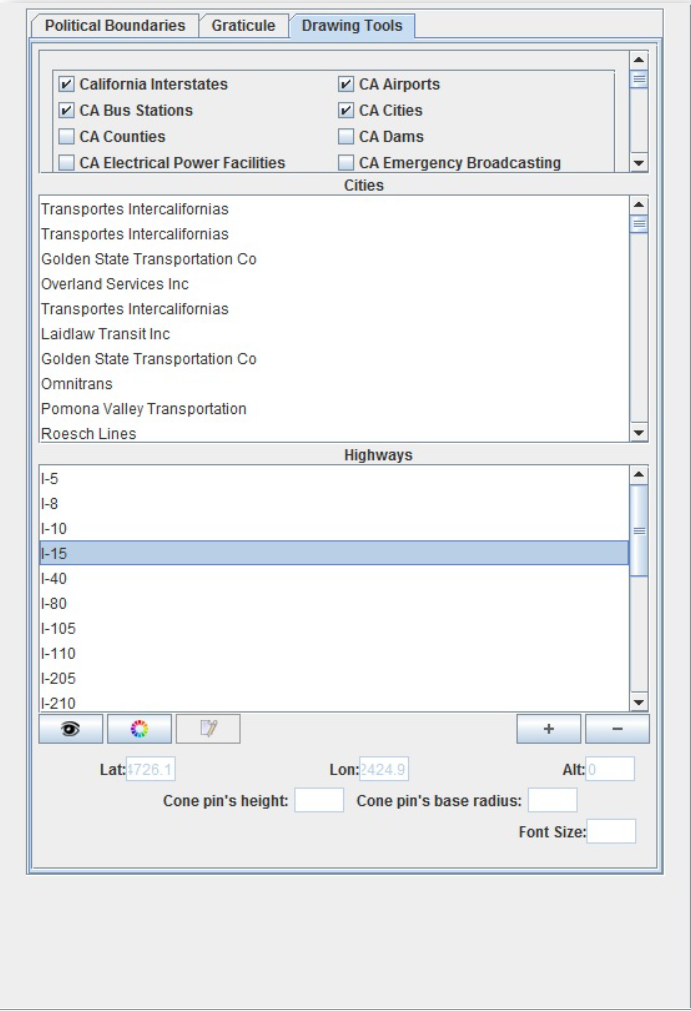 Political Boundaries Graticule Drawing Tools
California Interstates CA Airports
CA Bus Stations CA Cities
CA Counties CA Dams
CA Electrical Power Facilities CA Emergency Broadcasting
Cities
Transportes Intercalifornias
Transportes Intercalifornias
Golden State Transportation Co
Overland Services Inc
Transportes Intercalifornias
Laidlaw Transit Inc
Golden State Transportation Co
Omnitrans
Pomona Valley Transportation
Roesch Lines
Highways
I-5
I-8
I-10
I-15
I-40
I-80
I-105
I-110
I-205
I-210
+ −
Lat: 4726.1 Lon: 2424.9 Alt: 0
Cone pin's height: Cone pin's base radius:
Font Size: